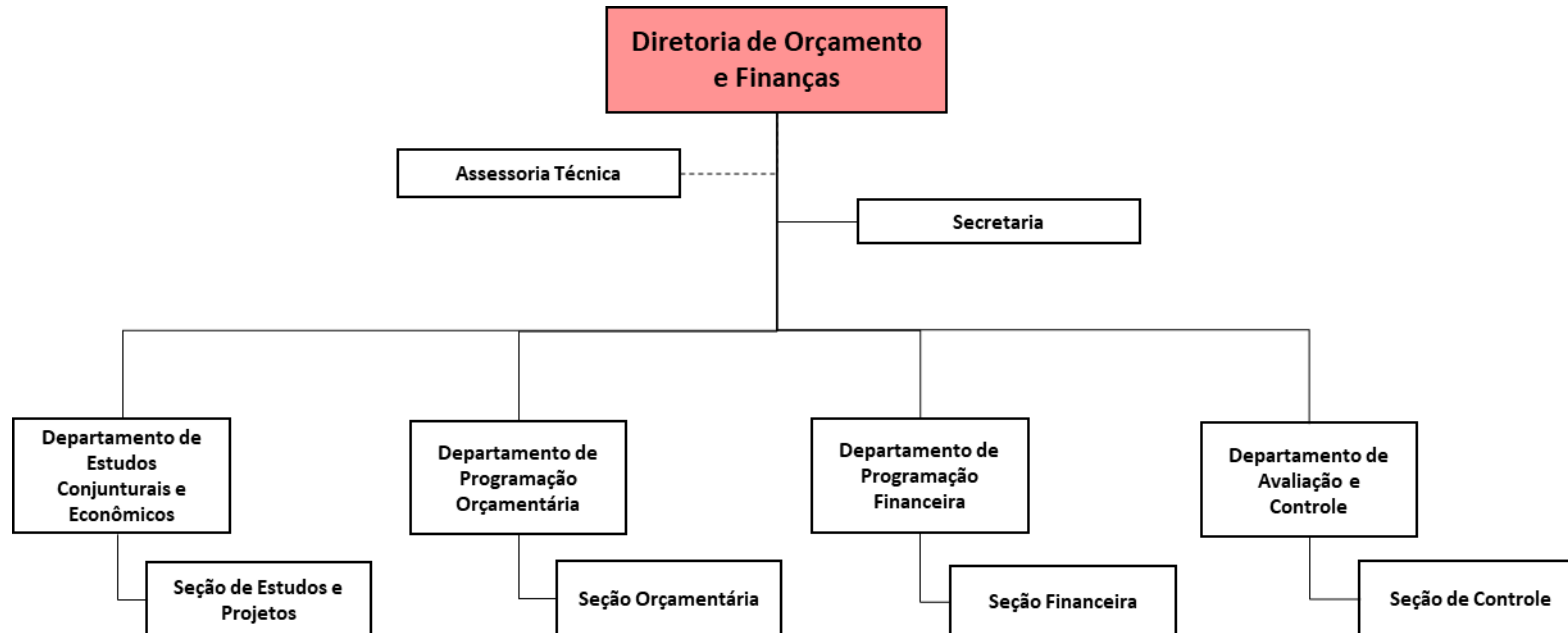 Diretoria de Orçamento
e Finanças
Assessoria Técnica
Secretaria
Departamento de
Estudos
Conjunturais e
Econômicos
Departamento de
Programação
Orçamentária
Departamento de
Programação
Financeira
Departamento de
Avaliação e
Controle
Seção de Estudos e
Projetos
Seção Orçamentária
Seção Financeira
Seção de Controle